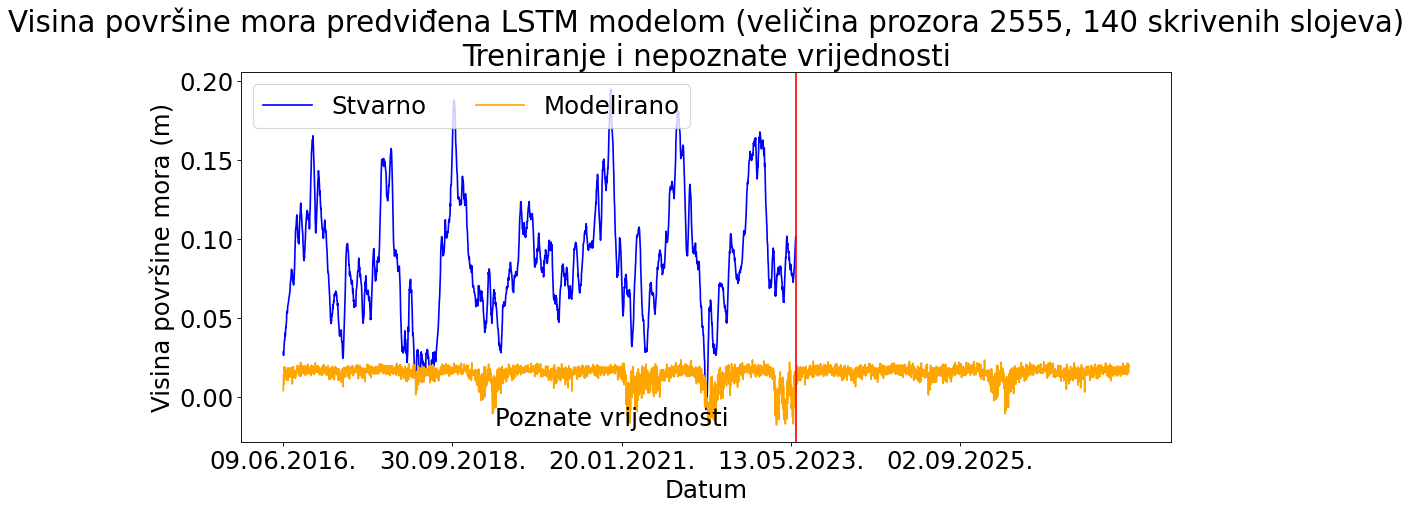 Visina površine mora predviđena LSTM modelom (veličina prozora 2555, 140 skrivenih slojeva)
Treniranje i nepoznate vrijednosti
Visina površine mora (m)
0.20
0.15
0.10
0.05
0.00
Stvarno
Modelirano
Poznate vrijednosti
09.06.2016.
30.09.2018.
20.01.2021.
13.05.2023.
02.09.2025.
Datum